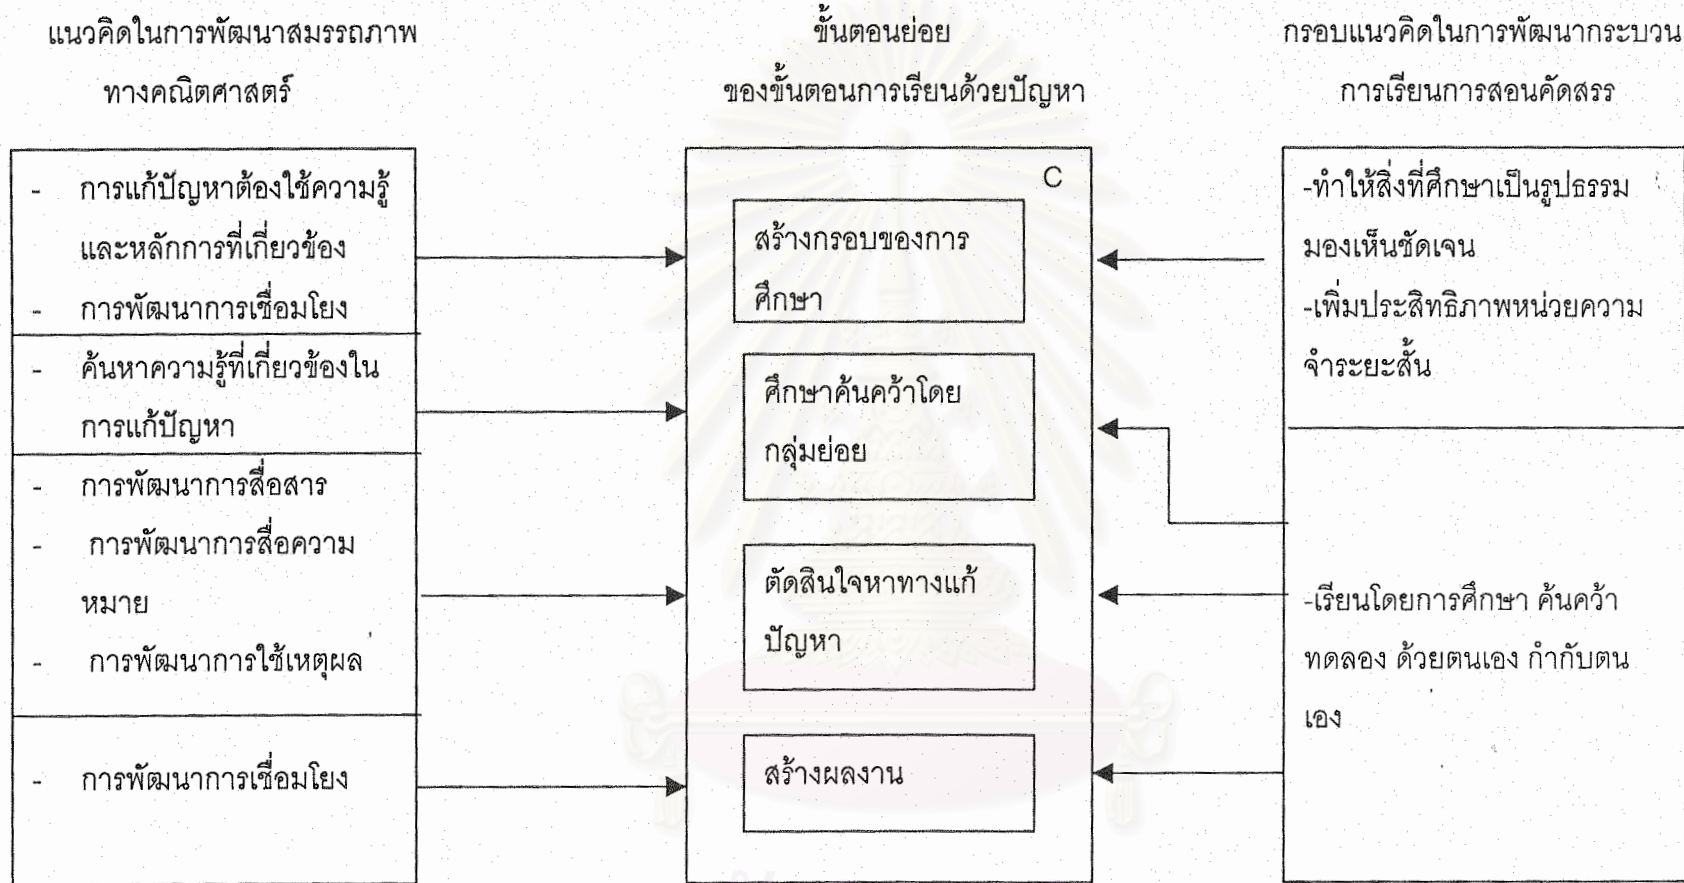 แนวคิดในการพัฒนาสมรรถภาพ
ทางคณิตศาสตร์
- การแก้ปัญหาต้องใช้ความรู้
และหลักการที่เกี่ยวข้อง
- การพัฒนาการเชื่อมโยง
- ค้นหาความรู้ที่เกี่ยวข้องใน
การแก้ปัญหา
- การพัฒนาการสื่อสาร
- การพัฒนาการสื่อความ
หมาย
- การพัฒนาการใช้เหตุผล
- การพัฒนาการเชื่อมโยง
ขั้นตอนย่อย
ของขั้นตอนการเรียนด้วยปัญหา
C
สร้างกรอบของการ
ศึกษา
ศึกษาค้นคว้าโดย
กลุ่มย่อย
ตัดสินใจหาทางแก้
ปัญหา
สร้างผลงาน
กรอบแนวคิดในการพัฒนากระบวน
การเรียนการสอนคัดสรร
-ทำให้สิ่งที่ศึกษาเป็นรูปธรรม
มองเห็นชัดเจน
-เพิ่มประสิทธิภาพหน่วยความ
จำระยะสั้น
-เรียนโดยการศึกษา ค้นคว้า
ทดลอง ด้วยตนเอง กำกับตน
เอง